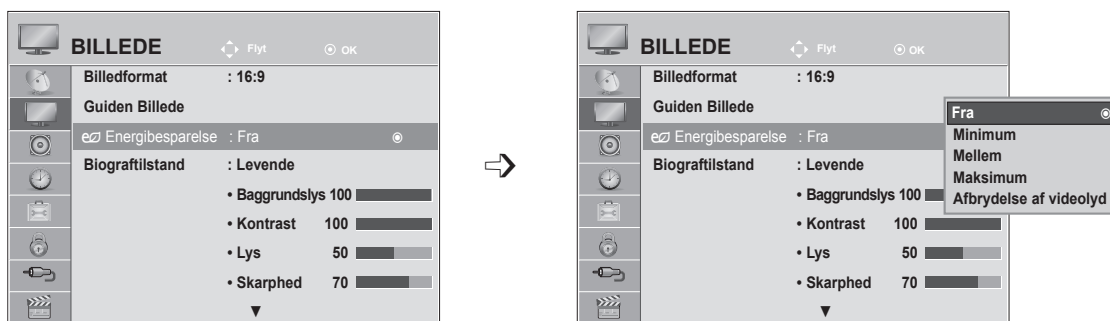 BILLEDE Flyt OK
Billedformat : 16:9
Guiden Billede
Energibesparelse : Fra
Biograftilstand : Levende
• Baggrundslys 100
• Kontrast 100
• Lys 50
• Skarphed 70
▼
BILLEDE Flyt OK
Billedformat : 16:9
Guiden Billede
Energibesparelse : Fra
Biograftilstand : Levende
• Baggrundslys 100
• Kontrast 100
• Lys 50
• Skarphed 70
▼
Fra
Minimum
Mellem
Maksimum
Afbrydelse af videolyd